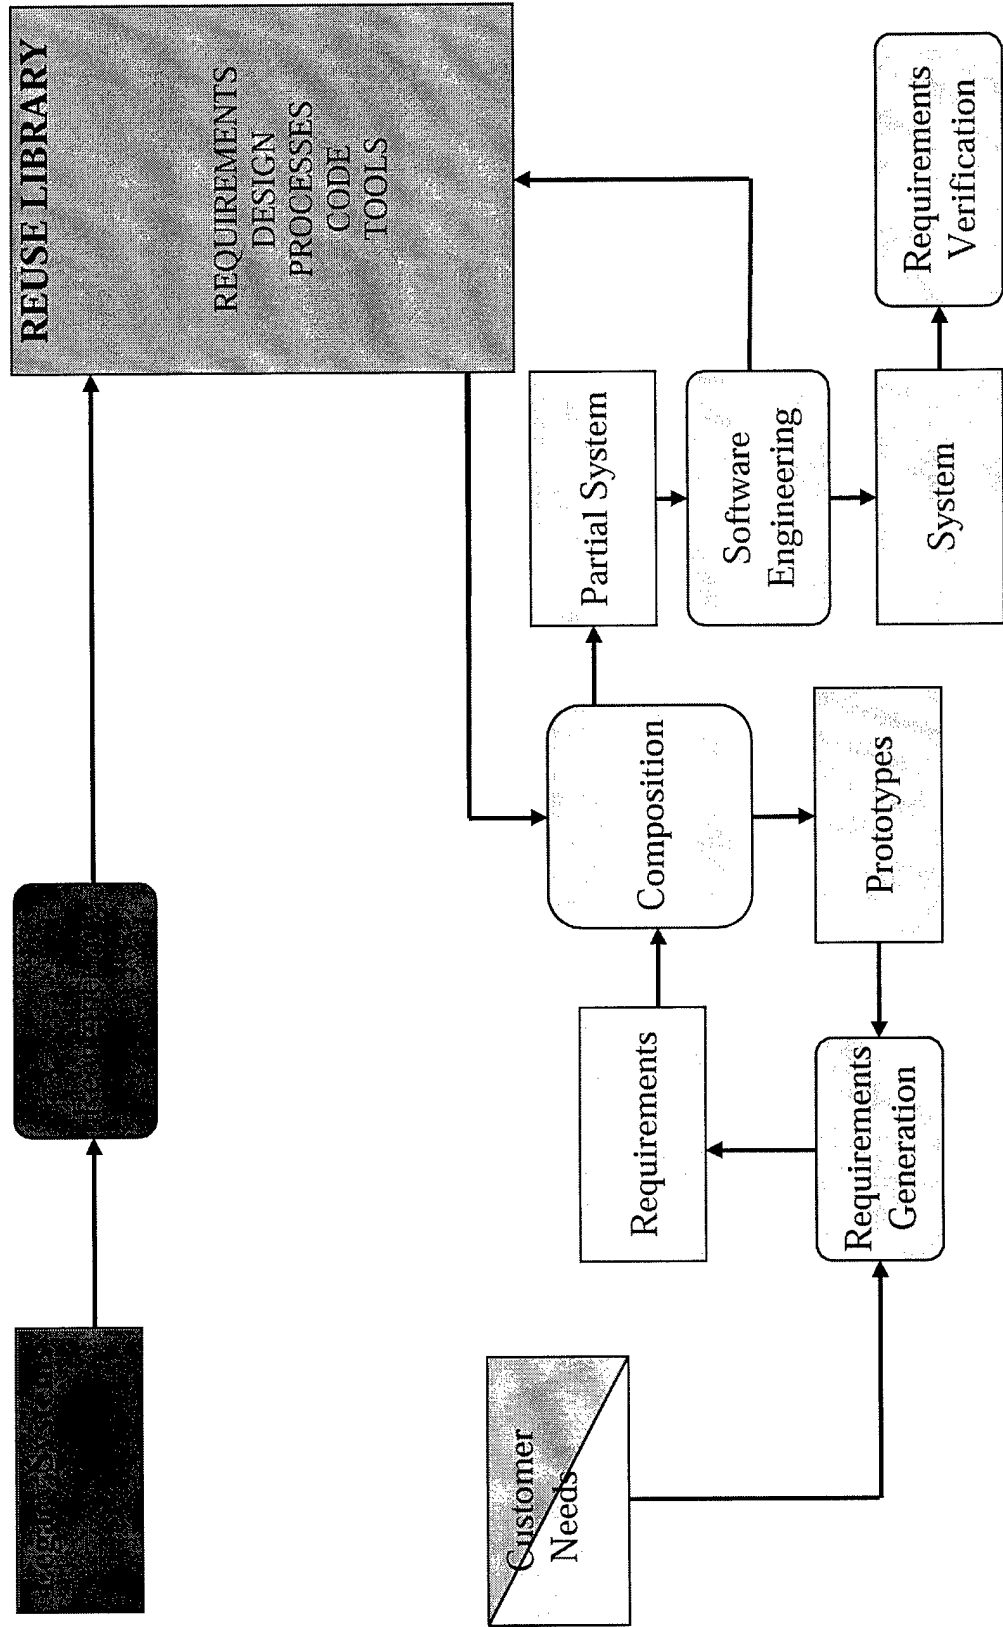 REUSE LIBRARY
REQUIREMENTS
DESIGN
PROCESSES
CODE
TOOLS
Customer
Needs
Requirements
Composition
Partial System
Software
Engineering
Requirements
Generation
Prototypes
System
Requirements
Verification